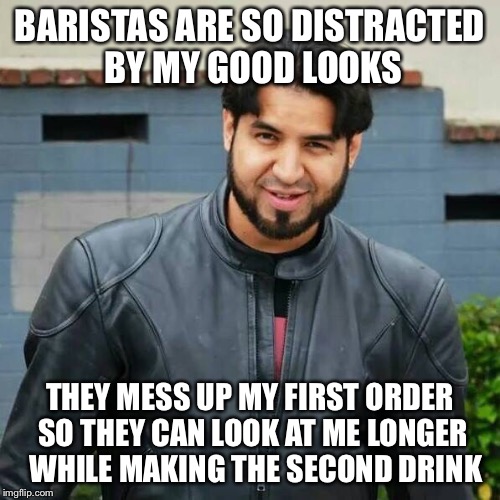 BARISTAS ARE SO DISTRACTED
BY MY GOOD LOOKS
THEY MESS UP MY FIRST ORDER
SO THEY CAN LOOK AT ME LONGER
WHILE MAKING THE SECOND DRINK
imgflip.com